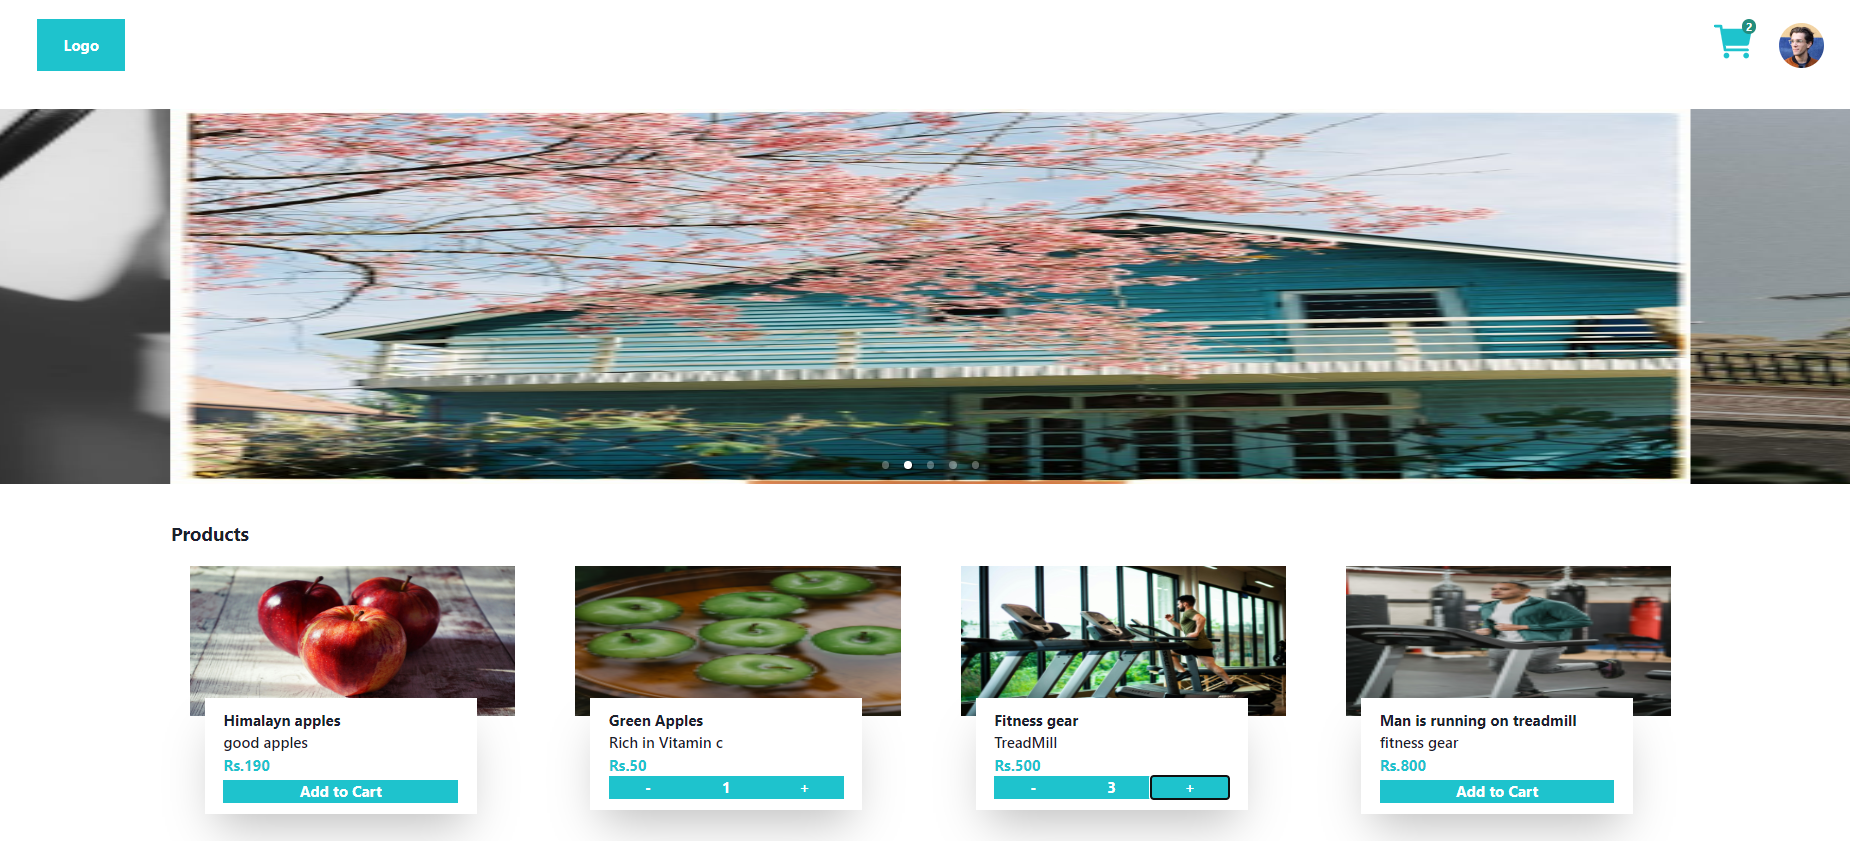 Logo
2
Products
Himalayn apples
good apples
Rs.190
Add to Cart
Green Apples
Rich in Vitamin c
Rs.50
- 1 +
Fitness gear
TreadMill
Rs.500
- 3 +
Man is running on treadmill
fitness gear
Rs.800
Add to Cart